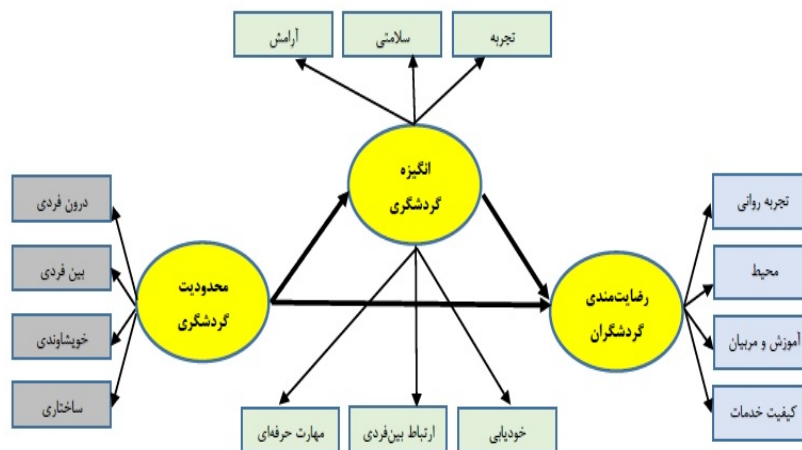 تجربه
سلامتی
آرامش
انگیزه
گردشگری
درون فردی
بین فردی
خویشاوندی
ساختاری
محدودیت
گردشگری
رضایت‌مندی
گردشگران
تجربه روانی
محیط
آموزش و مربیان
کیفیت خدمات
خودیابی
ارتباط بین‌فردی
مهارت حرفه‌ای